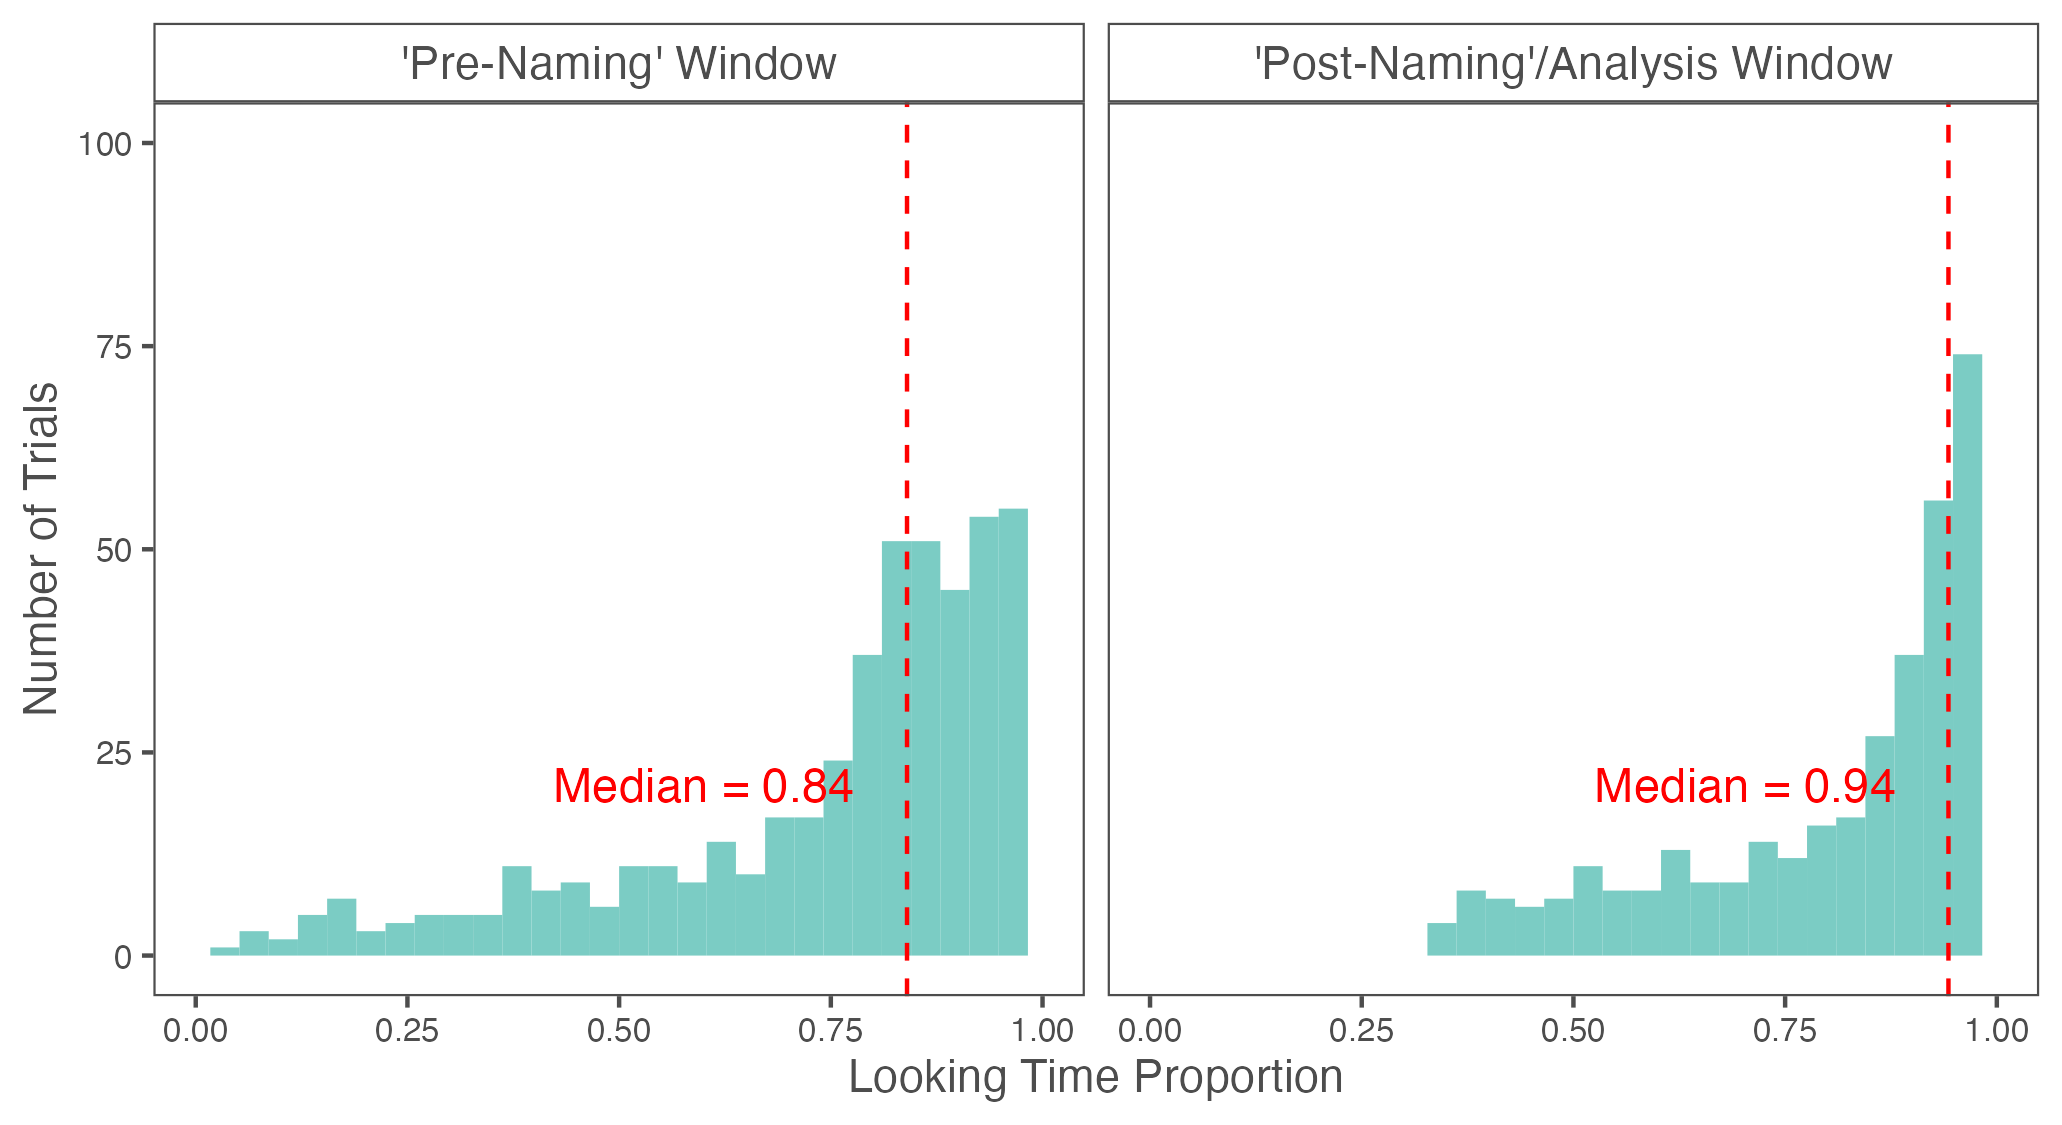 'Pre-Naming' Window
'Post-Naming'/Analysis Window
100
75
50
25
0
Number of Trials
Median = 0.84
Median = 0.94
0.00 0.25 0.50 0.75 1.00
0.00 0.25 0.50 0.75 1.00
Looking Time Proportion